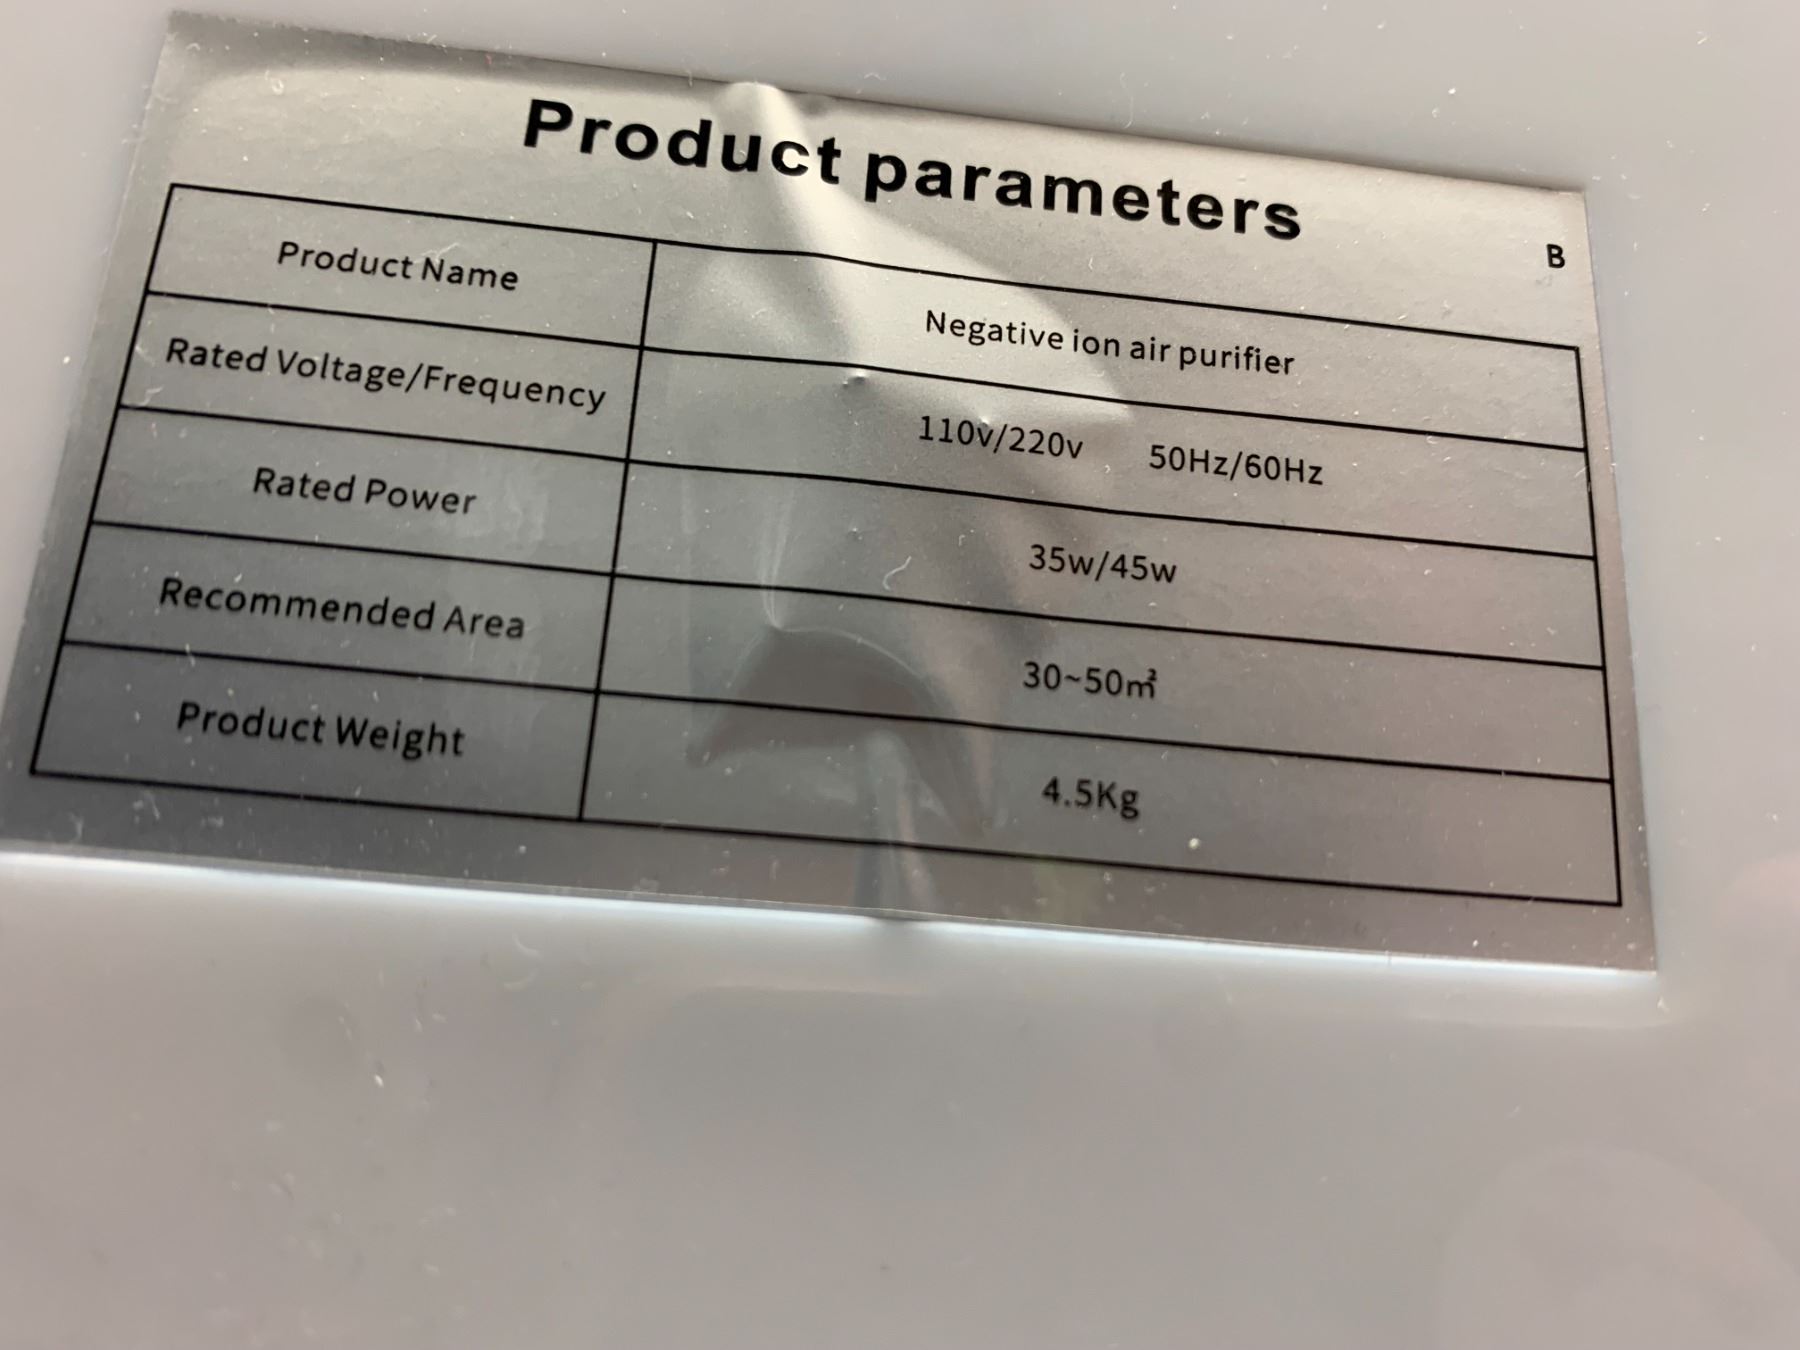 Product parameters
B
Product Name
Negative ion air purifier
Rated Voltage/Frequency
110v/220v 50Hz/60Hz
Rated Power
35w/45w
Recommended Area
30~50㎡
Product Weight
4.5Kg